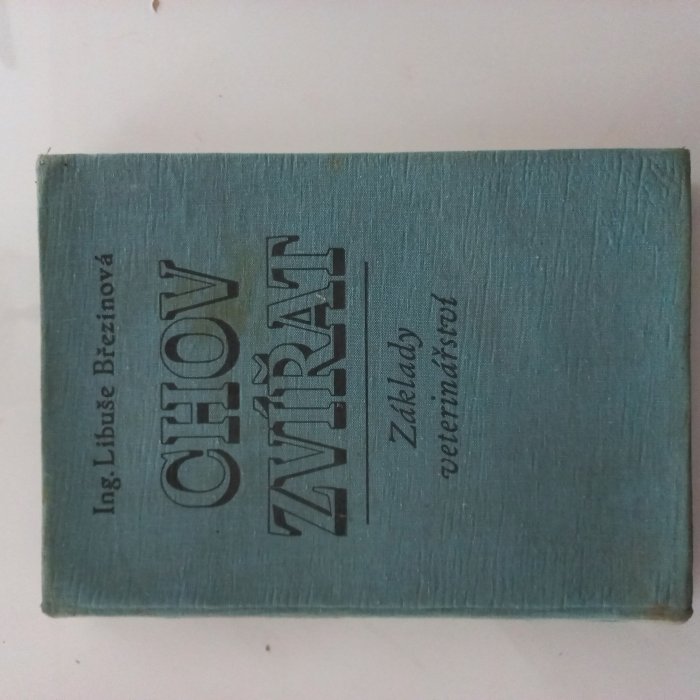 Ing. Libuše Březinová
CHOV
ZVÍŘAT
Základy
veterinářství